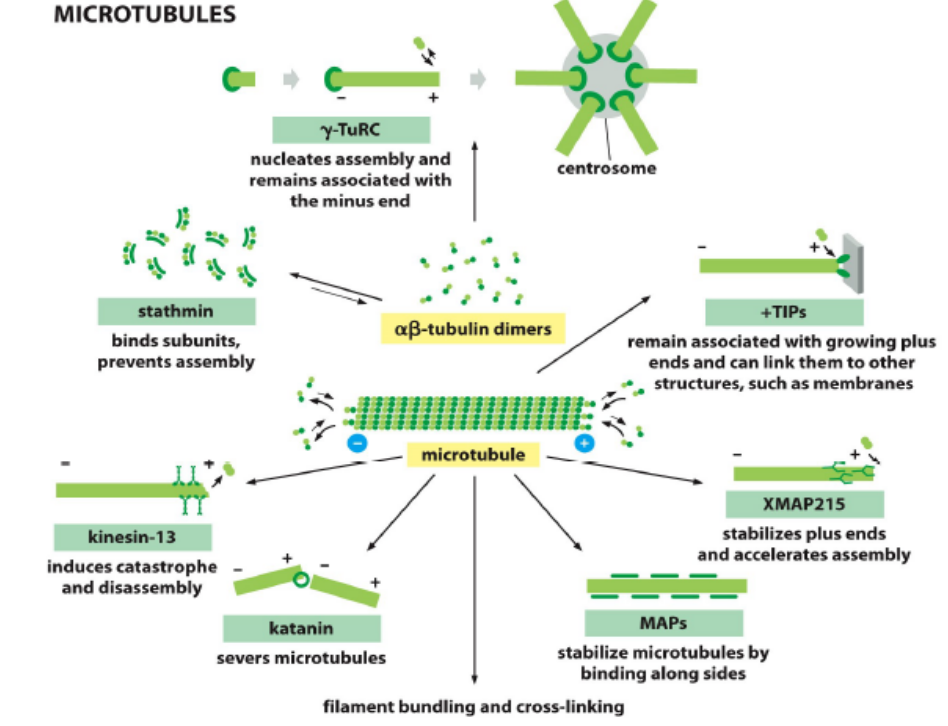 MICROTUBULES
− +
γ-TuRC
nucleates assembly and
remains associated with
the minus end
centrosome
stathmin
binds subunits,
prevents assembly
αβ-tubulin dimers
− +
+TIPs
remain associated with growing plus
ends and can link them to other
structures, such as membranes
− +
microtubule
− +
kinesin-13
induces catastrophe
and disassembly
− +
XMAP215
stabilizes plus ends
and accelerates assembly
− + − +
katanin
severs microtubules
MAPs
stabilize microtubules by
binding along sides
filament bundling and cross-linking